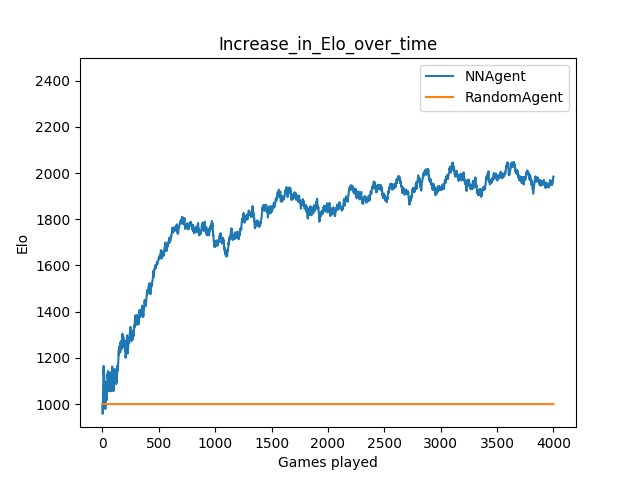 Increase_in_Elo_over_time
NNAgent
RandomAgent
2400
2200
2000
1800
1600
1400
1200
1000
Elo
0 500 1000 1500 2000 2500 3000 3500 4000
Games played